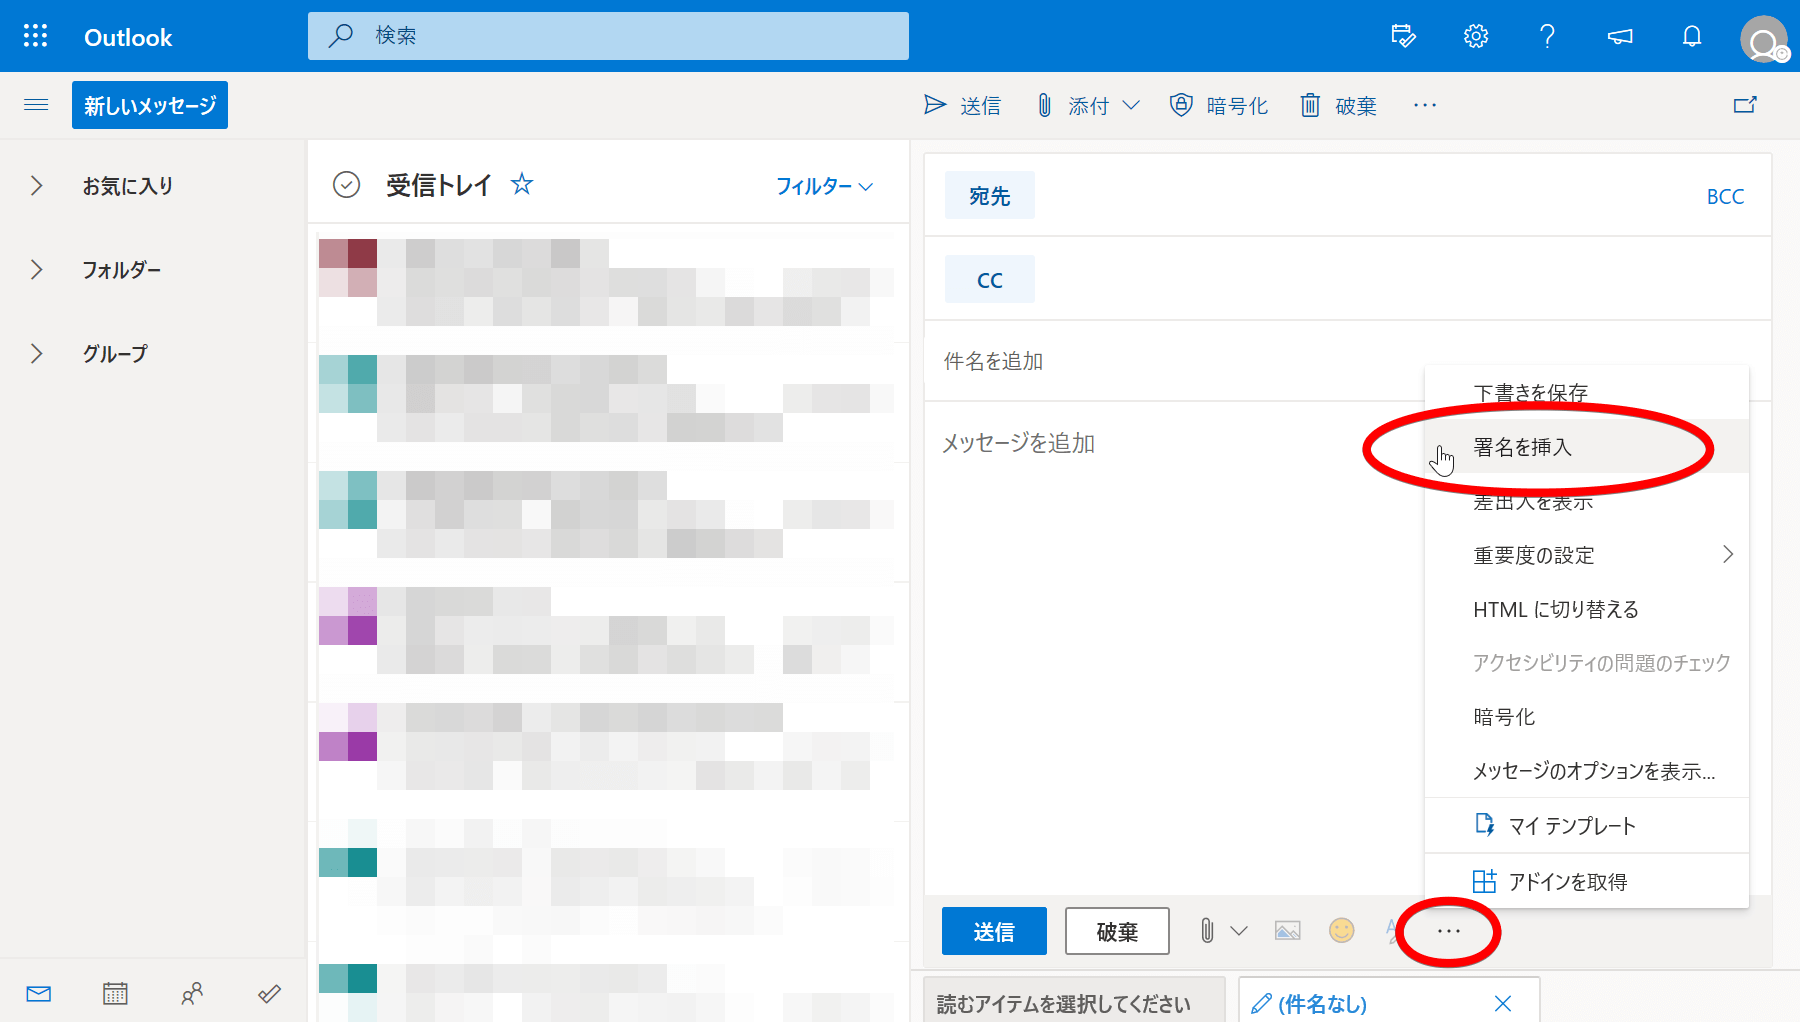 Outlook
検索
新しいメッセージ
送信
添付
暗号化
破棄
お気に入り
フォルダー
グループ
受信トレイ
フィルター
宛先
BCC
CC
件名を追加
メッセージを追加
下書きを保存
署名を挿入
差出人を表示
重要度の設定
HTML に切り替える
アクセシビリティの問題のチェック
暗号化
メッセージのオプションを表示...
マイ テンプレート
アドインを取得
送信
破棄
読むアイテムを選択してください
(件名なし)